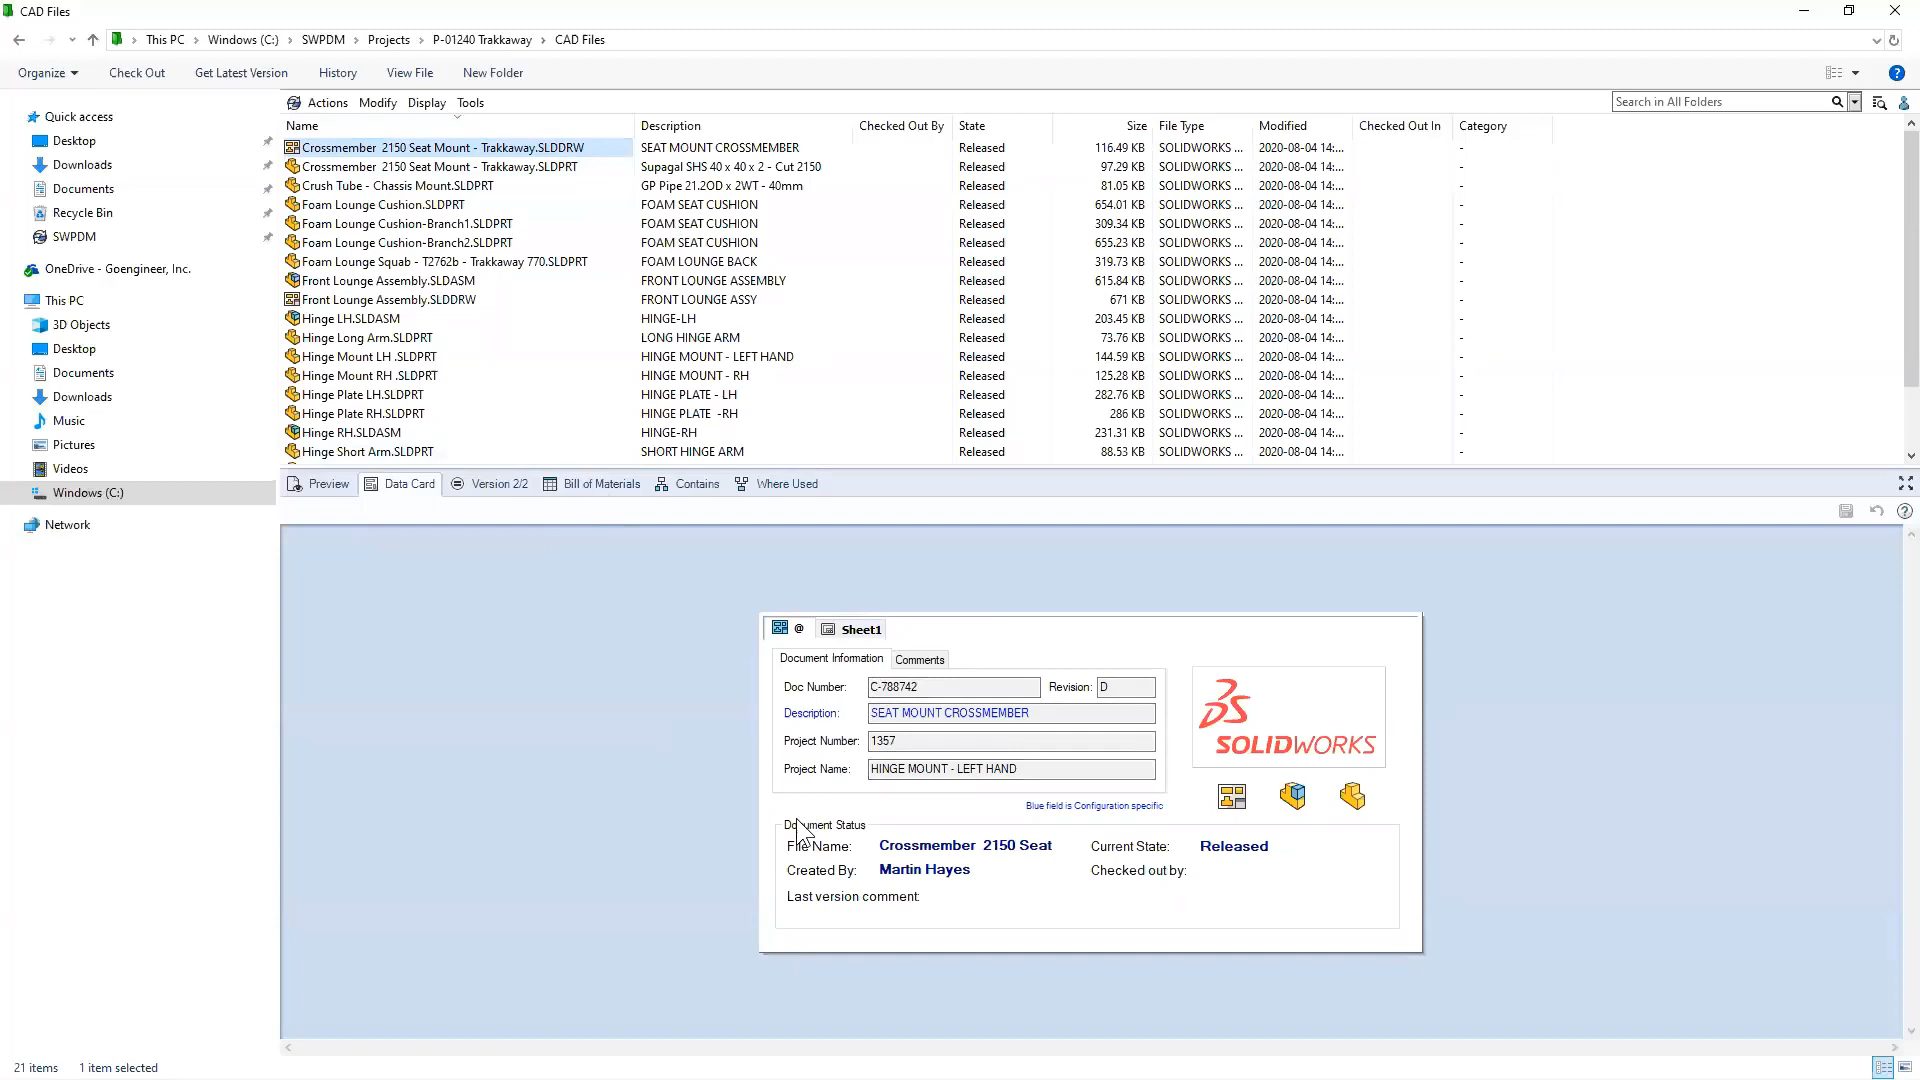 CAD Files
This PC > Windows (C:) > SWPDM > Projects > P-01240 Trakkaway > CAD Files
Organize Check Out Get Latest Version History View File New Folder
Quick access
Desktop
Downloads
Documents
Recycle Bin
SWPDM
OneDrive - Goengineer, Inc.
This PC
3D Objects
Desktop
Documents
Downloads
Music
Pictures
Videos
Windows (C:)
Network
Actions Modify Display Tools
Search in All Folders
Name Description Checked Out By State Size File Type Modified Checked Out In Category
Crossmember 2150 Seat Mount - Trakkaway.SLDDRW SEAT MOUNT CROSSMEMBER Released 116.49 KB SOLIDWORKS ... 2020-08-04 14:... -
Crossmember 2150 Seat Mount - Trakkaway.SLDPRT Supagal SHS 40 x 40 x 2 - Cut 2150 Released 97.29 KB SOLIDWORKS ... 2020-08-04 14:... -
Crush Tube - Chassis Mount.SLDPRT GP Pipe 21.2OD x 2WT - 40mm Released 81.05 KB SOLIDWORKS ... 2020-08-04 14:... -
Foam Lounge Cushion.SLDPRT FOAM SEAT CUSHION Released 654.01 KB SOLIDWORKS ... 2020-08-04 14:... -
Foam Lounge Cushion-Branch1.SLDPRT FOAM SEAT CUSHION Released 309.34 KB SOLIDWORKS ... 2020-08-04 14:... -
Foam Lounge Cushion-Branch2.SLDPRT FOAM SEAT CUSHION Released 655.23 KB SOLIDWORKS ... 2020-08-04 14:... -
Foam Lounge Squab - T2762b - Trakkaway 770.SLDPRT FOAM LOUNGE BACK Released 319.73 KB SOLIDWORKS ... 2020-08-04 14:... -
Front Lounge Assembly.SLDASM FRONT LOUNGE ASSEMBLY Released 615.84 KB SOLIDWORKS ... 2020-08-04 14:... -
Front Lounge Assembly.SLDDRW FRONT LOUNGE ASSY Released 671 KB SOLIDWORKS ... 2020-08-04 14:... -
Hinge LH.SLDASM HINGE-LH Released 203.45 KB SOLIDWORKS ... 2020-08-04 14:... -
Hinge Long Arm.SLDPRT LONG HINGE ARM Released 73.76 KB SOLIDWORKS ... 2020-08-04 14:... -
Hinge Mount LH .SLDPRT HINGE MOUNT - LEFT HAND Released 144.59 KB SOLIDWORKS ... 2020-08-04 14:... -
Hinge Mount RH .SLDPRT HINGE MOUNT - RH Released 125.28 KB SOLIDWORKS ... 2020-08-04 14:... -
Hinge Plate LH.SLDPRT HINGE PLATE - LH Released 282.76 KB SOLIDWORKS ... 2020-08-04 14:... -
Hinge Plate RH.SLDPRT HINGE PLATE -RH Released 286 KB SOLIDWORKS ... 2020-08-04 14:... -
Hinge RH.SLDASM HINGE-RH Released 231.31 KB SOLIDWORKS ... 2020-08-04 14:... -
Hinge Short Arm.SLDPRT SHORT HINGE ARM Released 88.53 KB SOLIDWORKS ... 2020-08-04 14:... -
Preview Data Card Version 2/2 Bill of Materials Contains Where Used
@ Sheet1
Document Information Comments
Doc Number: C-788742 Revision: D
Description: SEAT MOUNT CROSSMEMBER
Project Number: 1357
Project Name: HINGE MOUNT - LEFT HAND
Blue field is Configuration specific
SOLIDWORKS
Document Status
File Name: Crossmember 2150 Seat Current State: Released
Created By: Martin Hayes Checked out by:
Last version comment:
21 items 1 item selected